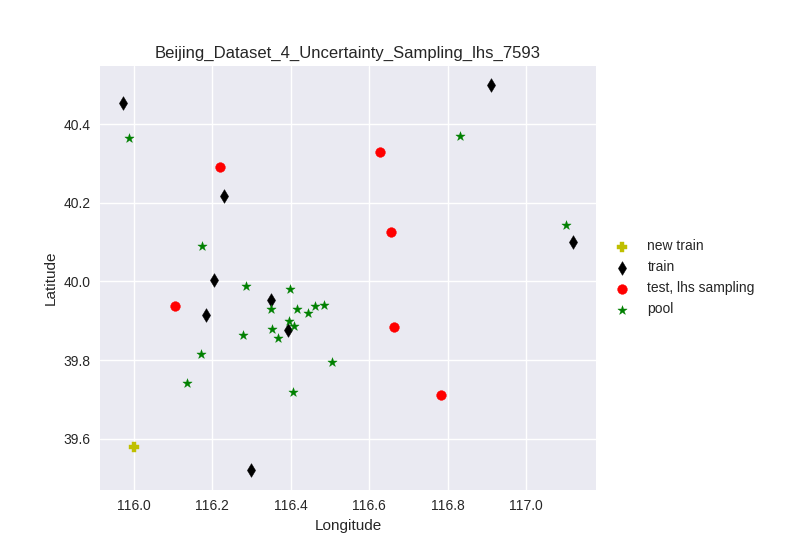 Beijing_Dataset_4_Uncertainty_Sampling_lhs_7593
40.4
40.2
40.0
39.8
39.6
Latitude
116.0 116.2 116.4 116.6 116.8 117.0
Longitude
new train
train
test, lhs sampling
pool